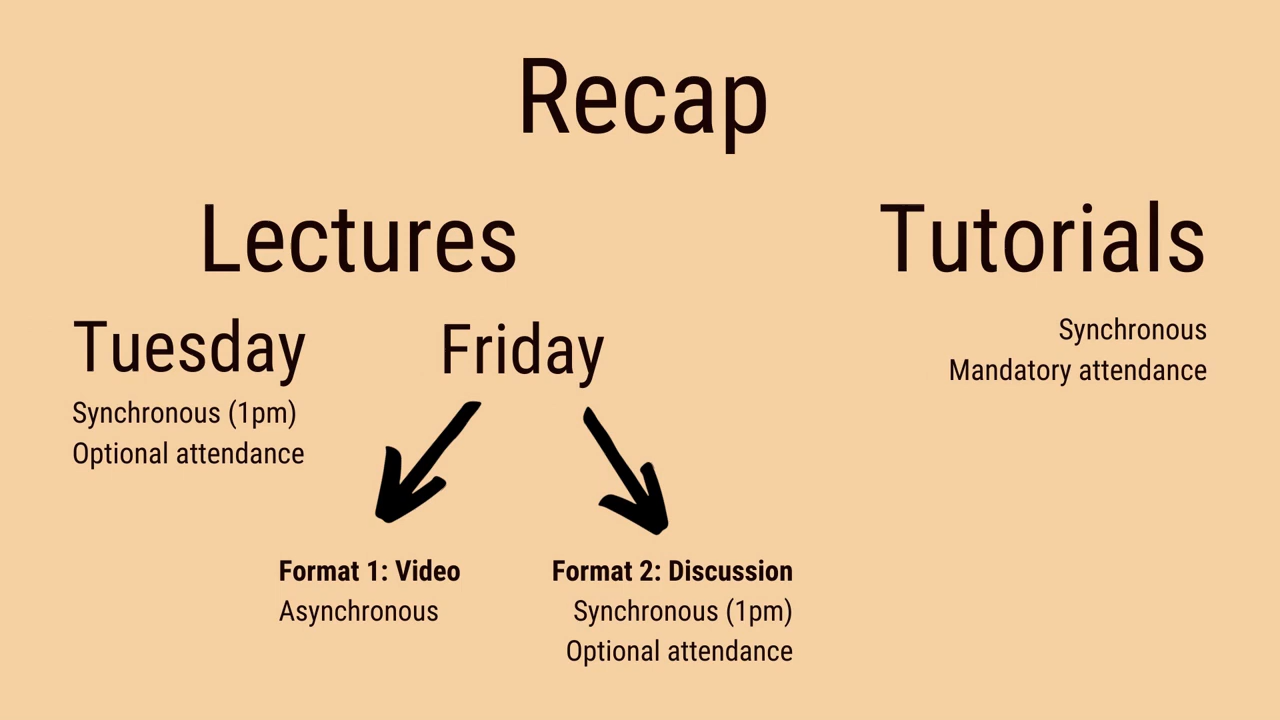 Recap
Lectures
Tuesday
Synchronous (1pm)
Optional attendance
Friday
Format 1: Video
Asynchronous
Format 2: Discussion
Synchronous (1pm)
Optional attendance
Tutorials
Synchronous
Mandatory attendance